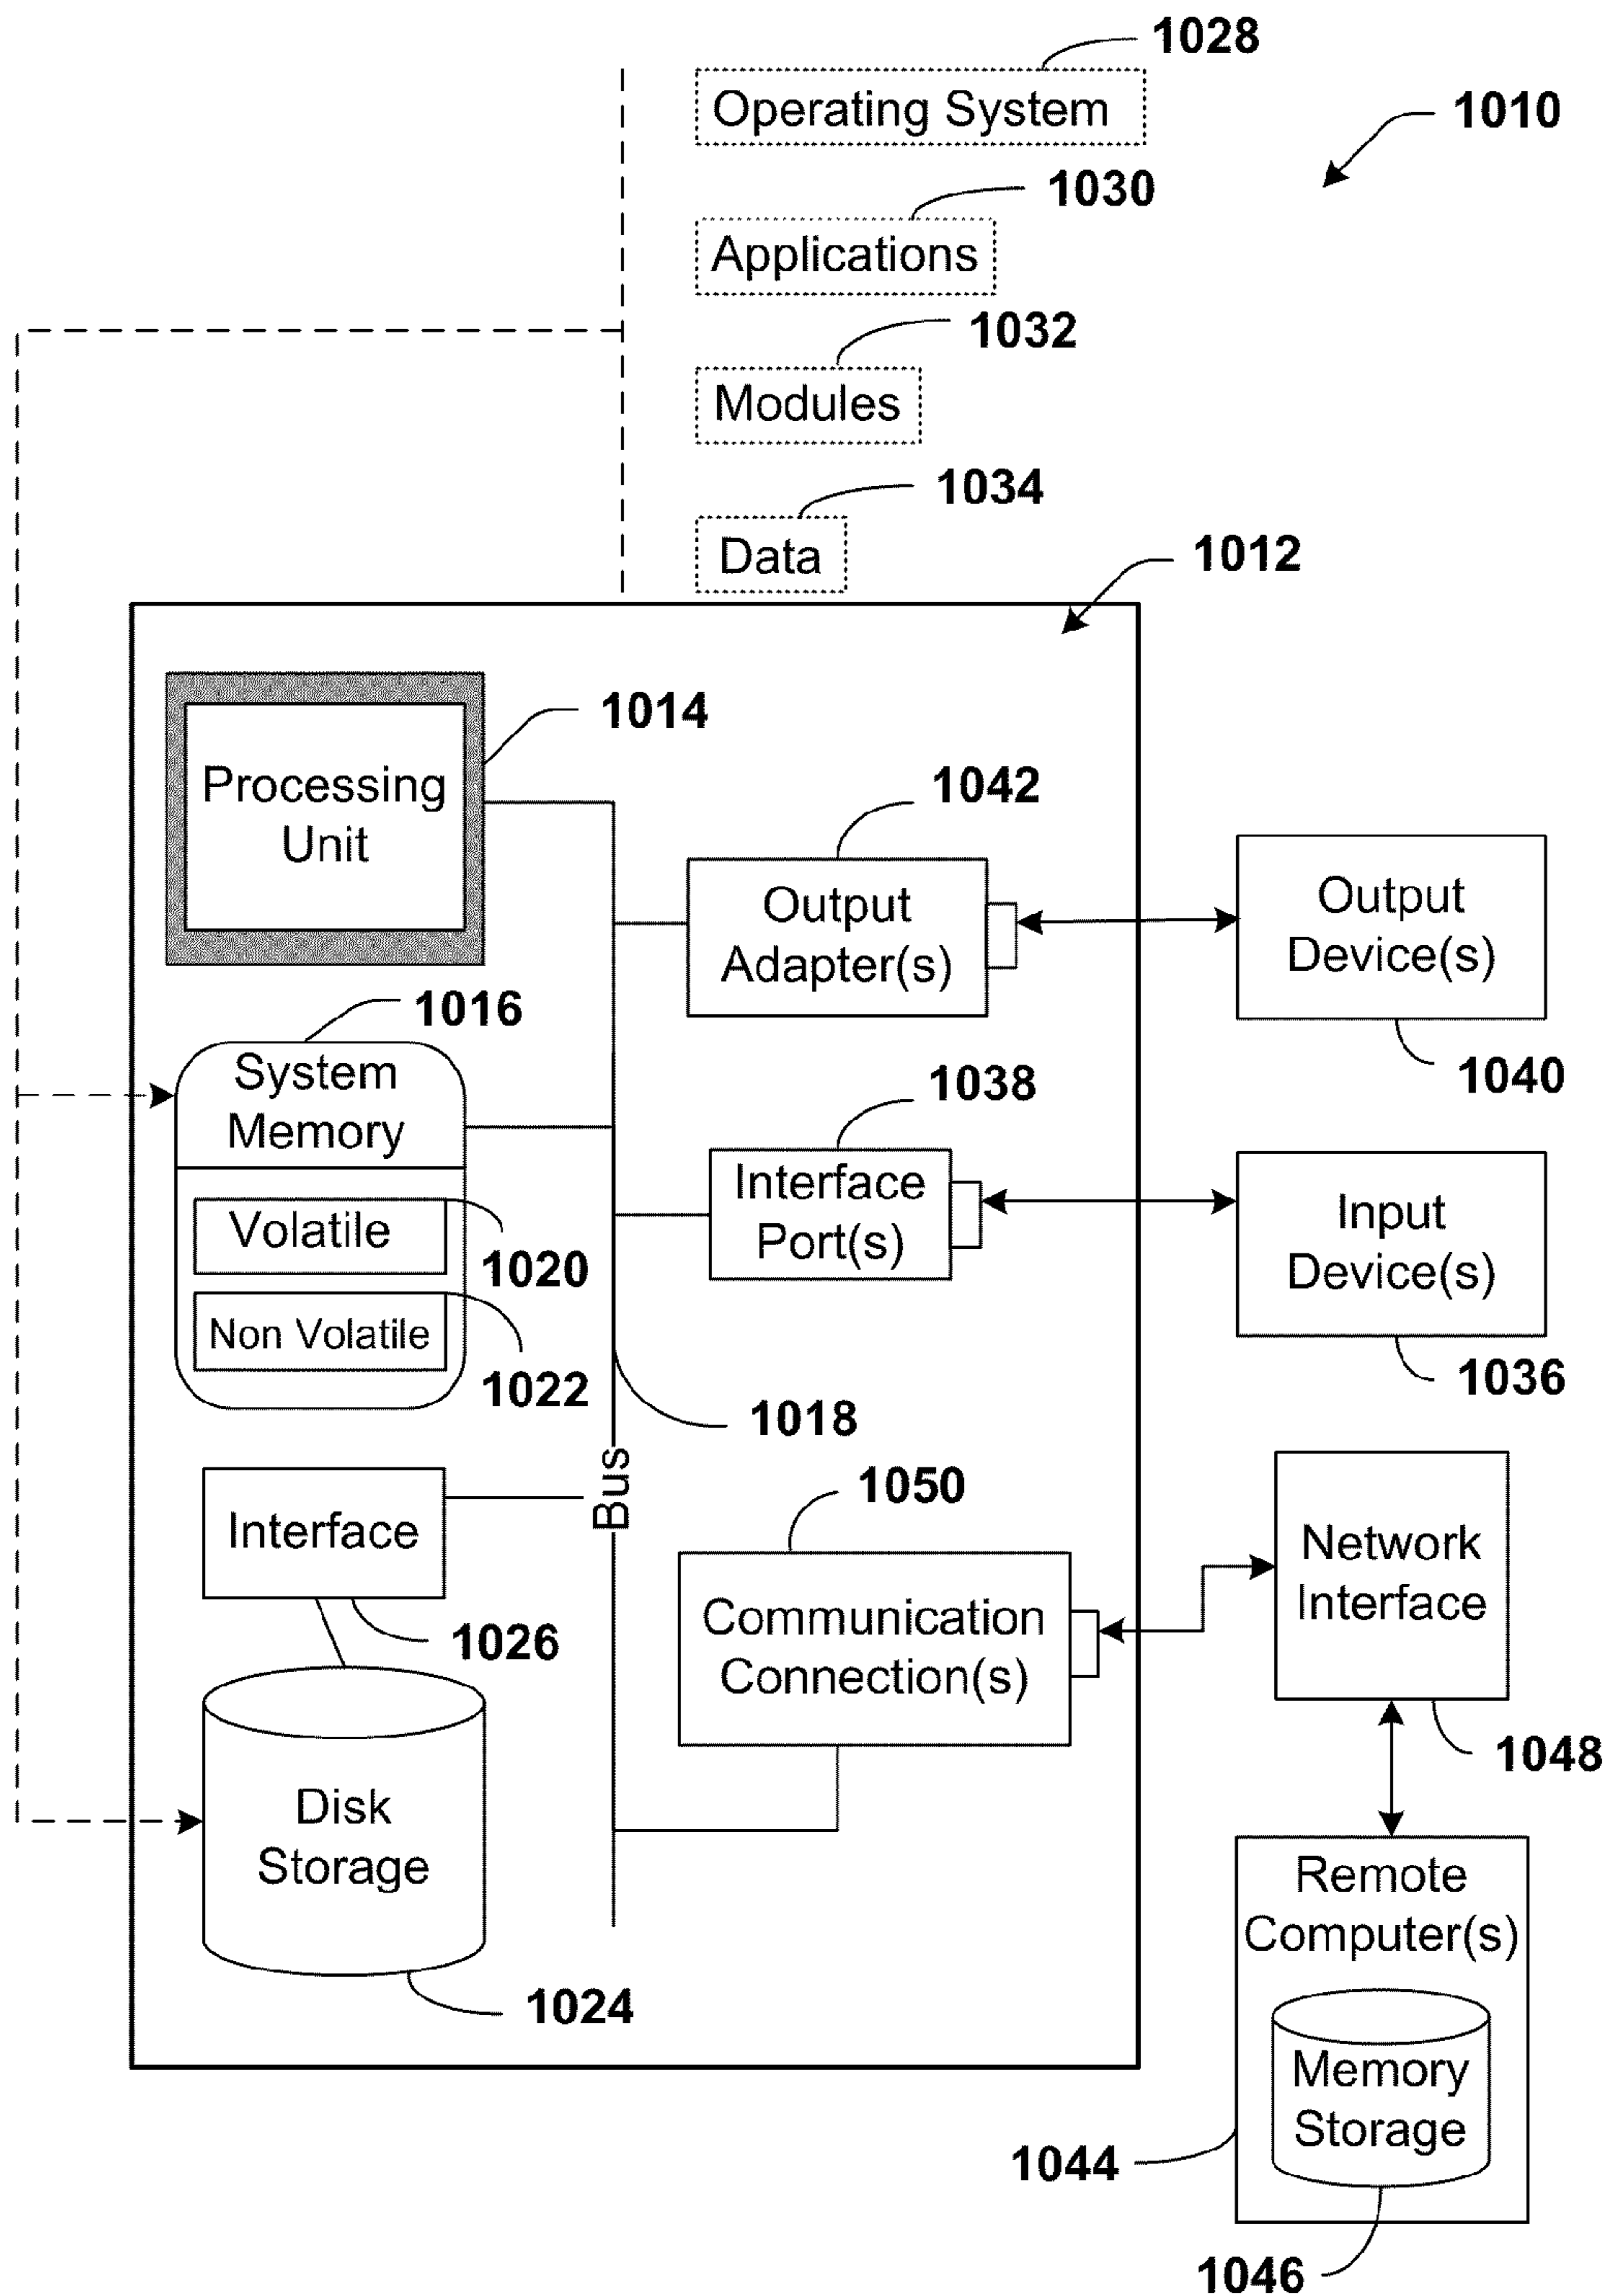 1028
Operating System
1010
1030
Applications
1032
Modules
1034
Data
1012
1014
Processing
Unit
1042
Output
Adapter(s)
Output
Device(s)
1040
1016
System
Memory
1038
Interface
Port(s)
Input
Device(s)
1036
Volatile
1020
Non Volatile
1022
1018
Bus
Interface
1026
1050
Communication
Connection(s)
Network
Interface
1048
Disk
Storage
1024
Remote
Computer(s)
Memory
Storage
1044
1046